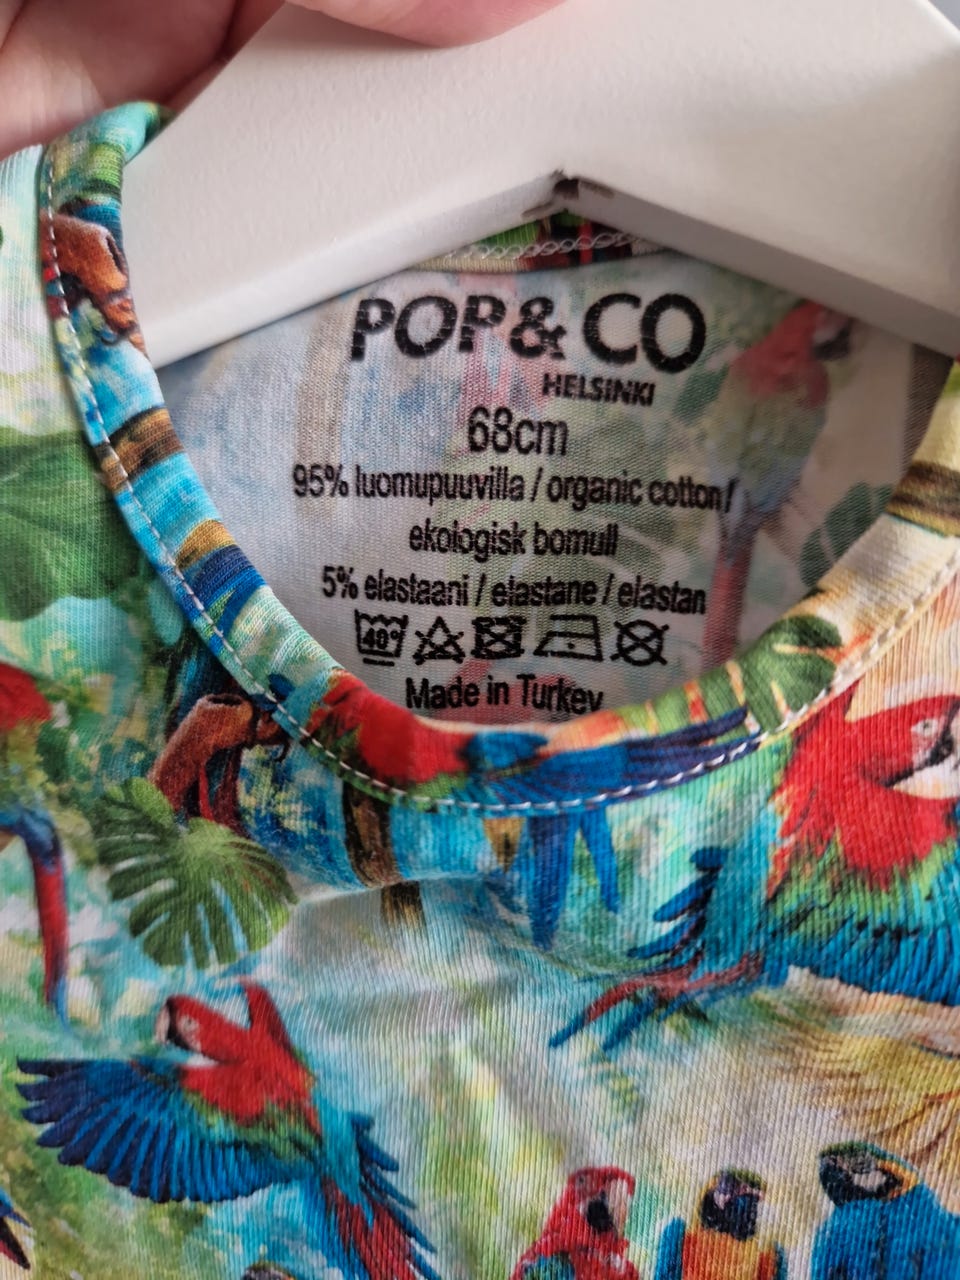 POP & CO
HELSINKI
68cm
95% luomupuuvilla / organic cotton /
ekologisk bomull
5% elastaani / elastane / elastan
40°
Made in Turkey